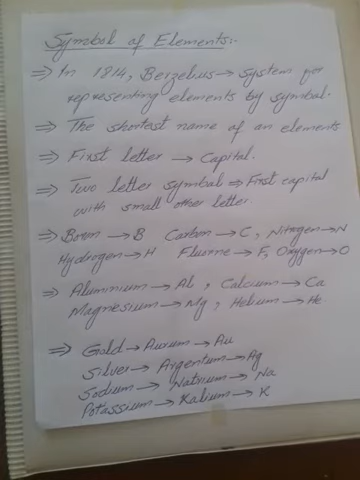 Symbol of Elements:-
⇒ In 1814, Berzelius → system for
representing elements by symbol.
⇒ The shortest name of an elements
⇒ First letter → Capital.
⇒ Two letter symbol ⇒ First capital
with small other letter.
⇒ Boron → B Carbon → C, Nitrogen → N
Hydrogen → H Fluorine → F, Oxygen → O
⇒ Aluminium → Al, Calcium → Ca
Magnesium → Mg, Helium → He
⇒ Gold → Aurum → Au
Silver → Argentum → Ag
Sodium → Natrium → Na
Potassium → Kalium → K